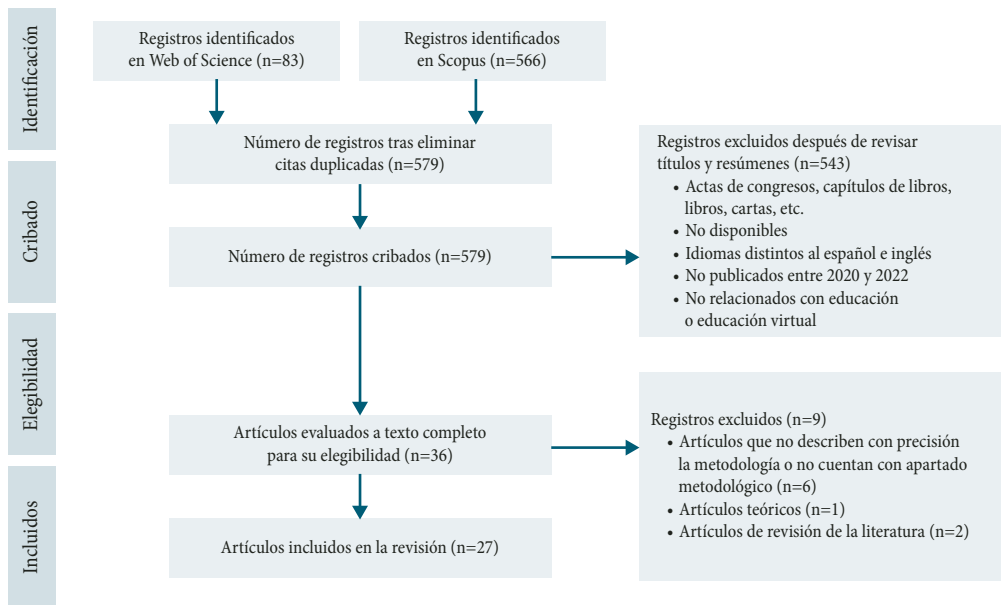 Identificación
Registros identificados
en Web of Science (n=83)
Registros identificados
en Scopus (n=566)
Número de registros tras eliminar
citas duplicadas (n=579)
Cribado
Número de registros cribados (n=579)
Registros excluidos después de revisar
títulos y resúmenes (n=543)
• Actas de congresos, capítulos de libros,
libros, cartas, etc.
• No disponibles
• Idiomas distintos al español e inglés
• No publicados entre 2020 y 2022
• No relacionados con educación
o educación virtual
Elegibilidad
Artículos evaluados a texto completo
para su elegibilidad (n=36)
Registros excluidos (n=9)
• Artículos que no describen con precisión
la metodología o no cuentan con apartado
metodológico (n=6)
• Artículos teóricos (n=1)
• Artículos de revisión de la literatura (n=2)
Incluidos
Artículos incluidos en la revisión (n=27)